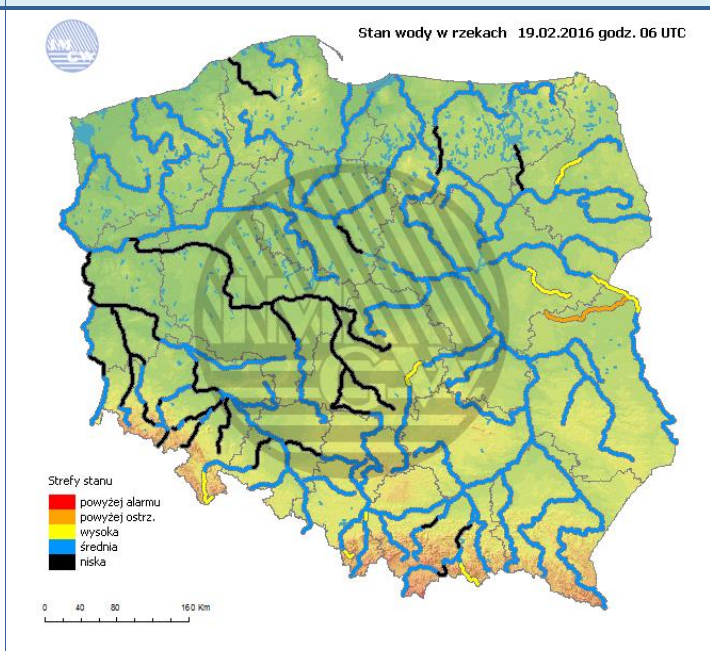 Stan wody w rzekach 19.02.2016 godz. 06 UTC
IMGW
Strefy stanu
powyżej alarmu
powyżej ostrz.
wysoka
średnia
niska
0 40 80 160 Km